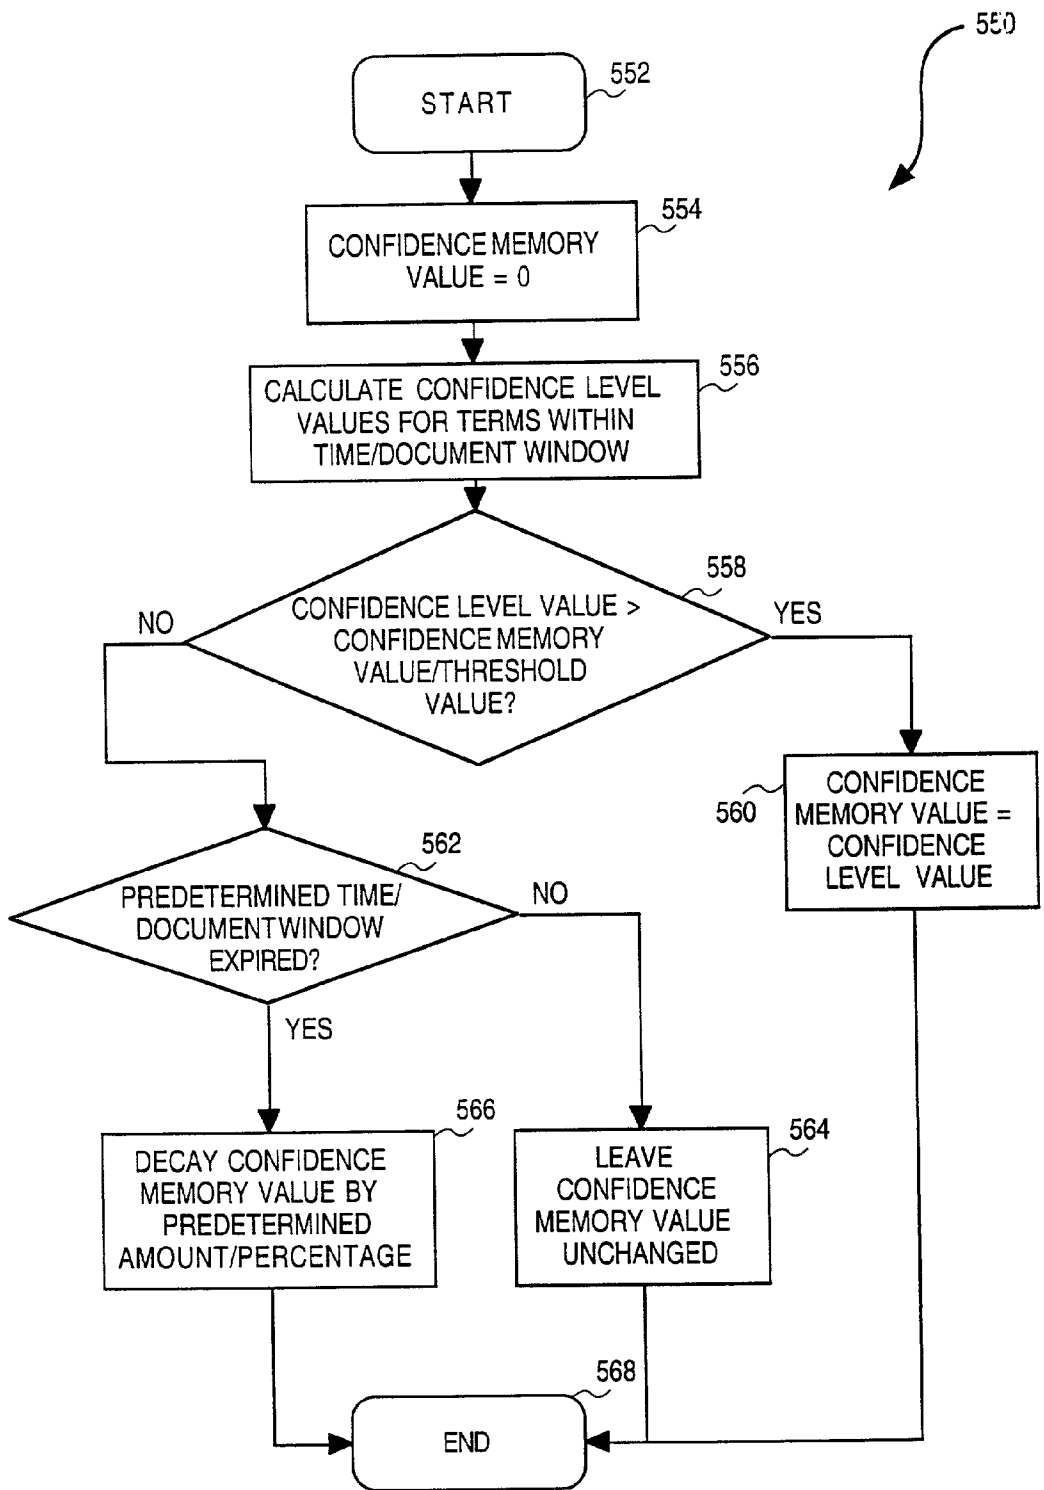 550
552
START
554
CONFIDENCE MEMORY
VALUE = 0
556
CALCULATE CONFIDENCE LEVEL
VALUES FOR TERMS WITHIN
TIME/DOCUMENT WINDOW
558
CONFIDENCE LEVEL VALUE >
CONFIDENCE MEMORY
VALUE/THRESHOLD
VALUE?
NO
YES
560
CONFIDENCE
MEMORY VALUE =
CONFIDENCE
LEVEL VALUE
562
PREDETERMINED TIME/
DOCUMENT WINDOW
EXPIRED?
NO
YES
566
DECAY CONFIDENCE
MEMORY VALUE BY
PREDETERMINED
AMOUNT/PERCENTAGE
564
LEAVE
CONFIDENCE
MEMORY VALUE
UNCHANGED
568
END